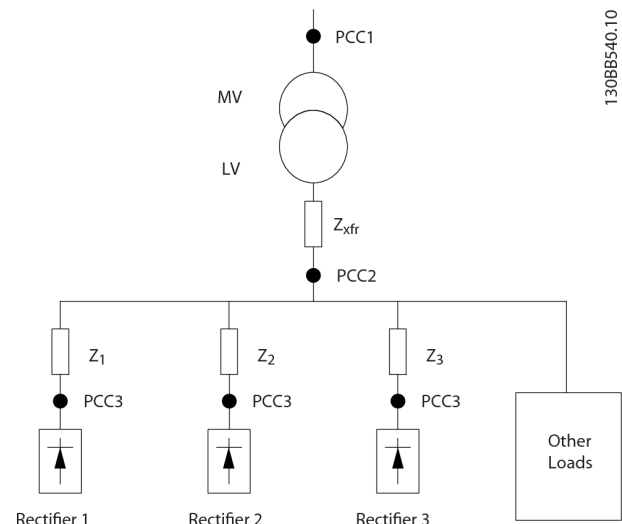 PCC1
130BB540.10
MV
LV
Zxfr
PCC2
Z1
Z2
Z3
PCC3
PCC3
PCC3
Other
Loads
Rectifier 1
Rectifier 2
Rectifier 3